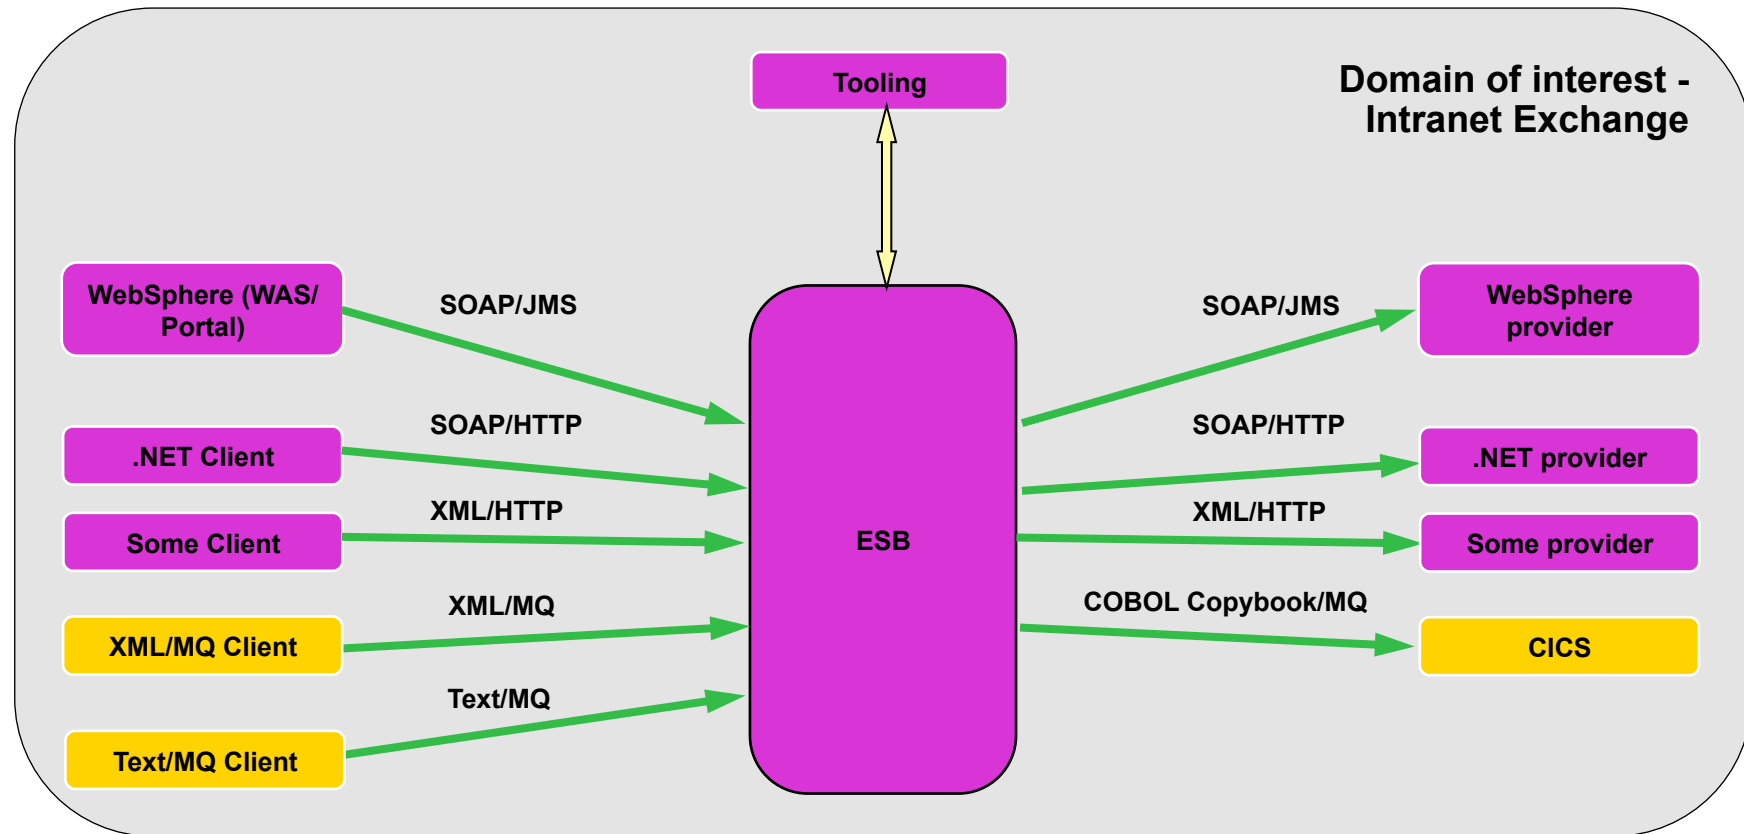 Tooling
Domain of interest -
Intranet Exchange
WebSphere (WAS/
Portal)
SOAP/JMS
SOAP/JMS
WebSphere
provider
.NET Client
SOAP/HTTP
SOAP/HTTP
.NET provider
Some Client
XML/HTTP
ESB
XML/HTTP
Some provider
XML/MQ Client
XML/MQ
COBOL Copybook/MQ
CICS
Text/MQ Client
Text/MQ